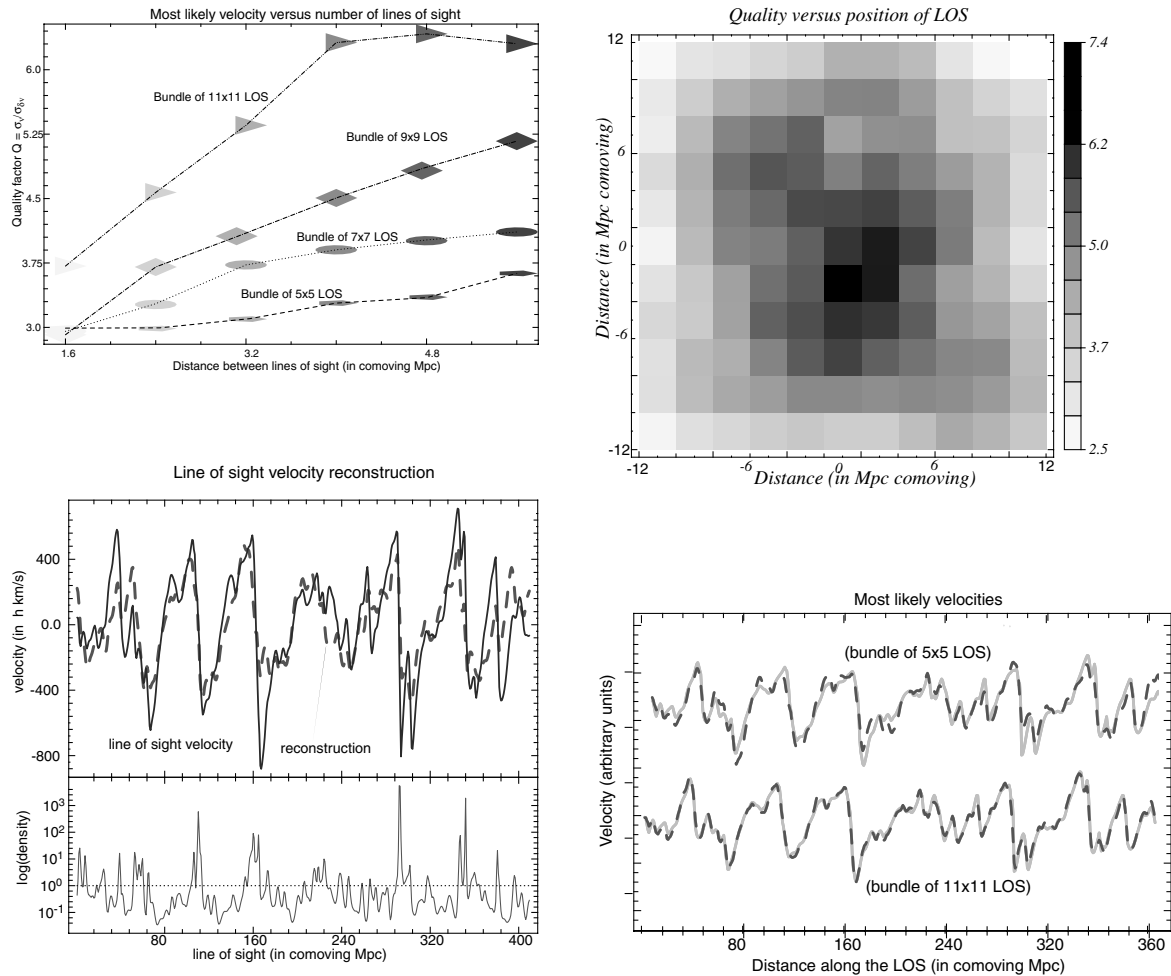 Most likely velocity versus number of lines of sight
Quality factor Q = σv/σδv
6.0
5.25
4.5
3.75
3.0
Bundle of 11x11 LOS
Bundle of 9x9 LOS
Bundle of 7x7 LOS
Bundle of 5x5 LOS
1.6
3.2
4.8
Distance between lines of sight (in comoving Mpc)
Quality versus position of LOS
Distance (in Mpc comoving)
12
6
0
-6
-12
-12
-6
0
6
12
Distance (in Mpc comoving)
7.4
6.2
5.0
3.7
2.5
Line of sight velocity reconstruction
velocity (in h km/s)
400
0.0
-400
-800
line of sight velocity
reconstruction
log(density)
10³
10²
10¹
10⁰
10⁻¹
80
160
240
320
400
line of sight (in comoving Mpc)
Most likely velocities
Velocity (arbitrary units)
(bundle of 5x5 LOS)
(bundle of 11x11 LOS)
80
160
240
320
360
Distance along the LOS (in comoving Mpc)